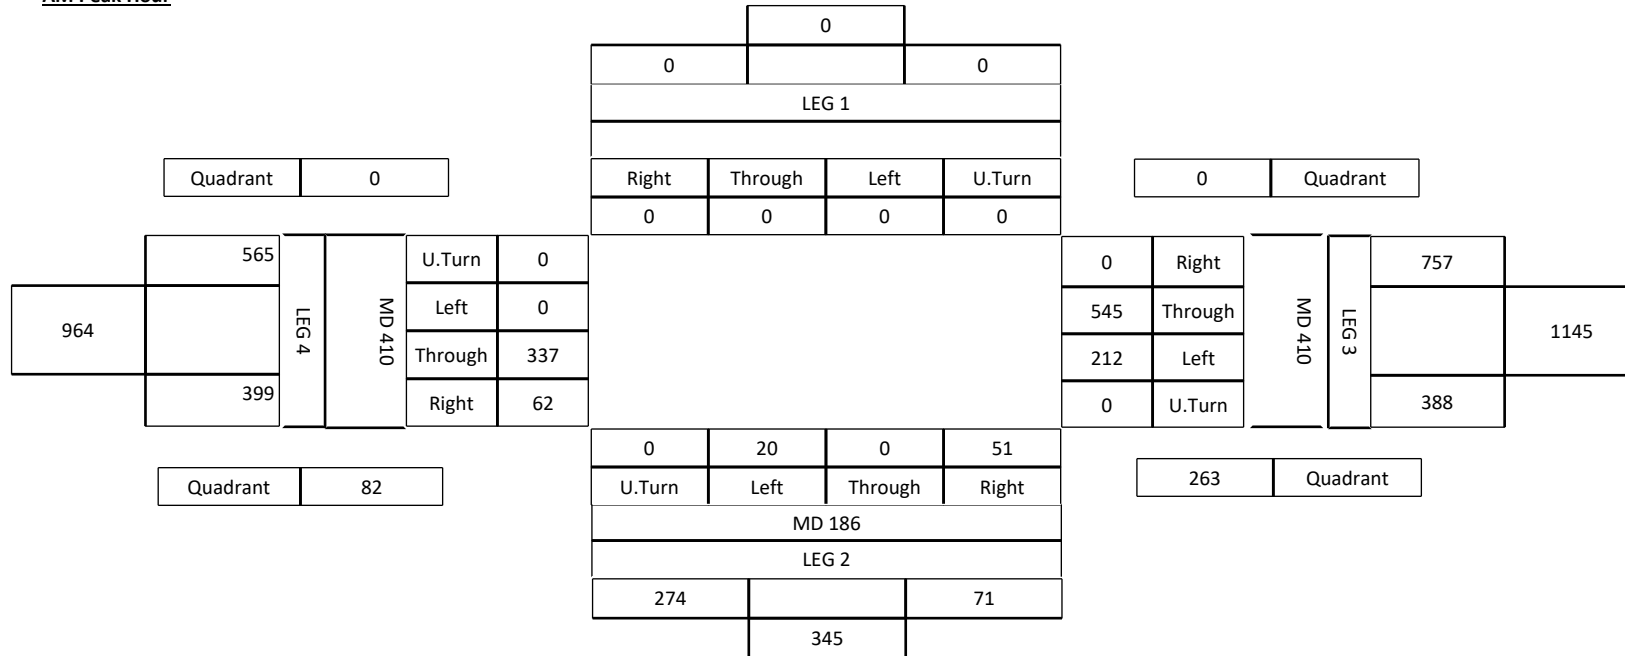 AM Peak Hour
0
0 0
LEG 1
Quadrant 0
Right Through Left U.Turn
0 Quadrant
0 0 0 0
565
U.Turn 0
0 Right
757
964
LEG 4
MD 410
Left 0
545 Through
MD 410
LEG 3
1145
Through 337
212 Left
399
Right 62
0 U.Turn
388
0 20 0 51
Quadrant 82
U.Turn Left Through Right
263 Quadrant
MD 186
LEG 2
274 71
345